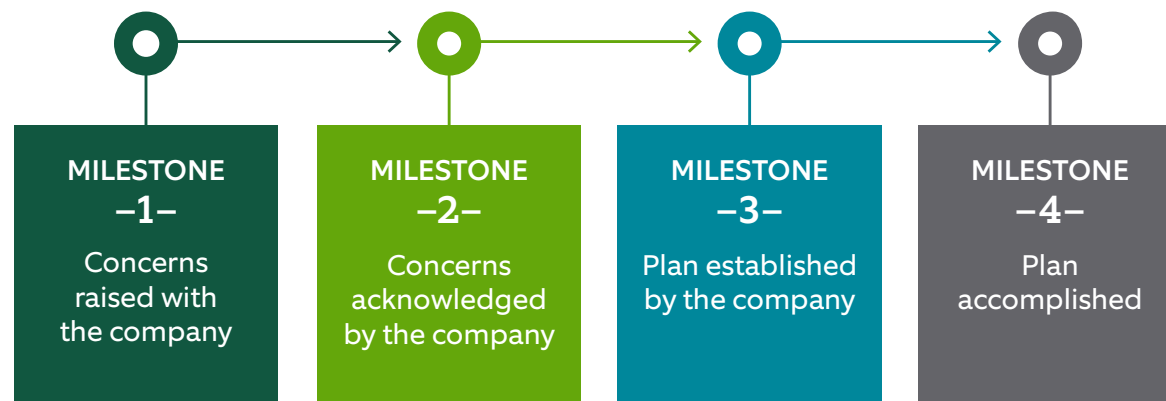 MILESTONE
–1–
Concerns
raised with
the company
MILESTONE
–2–
Concerns
acknowledged
by the company
MILESTONE
–3–
Plan established
by the company
MILESTONE
–4–
Plan
accomplished